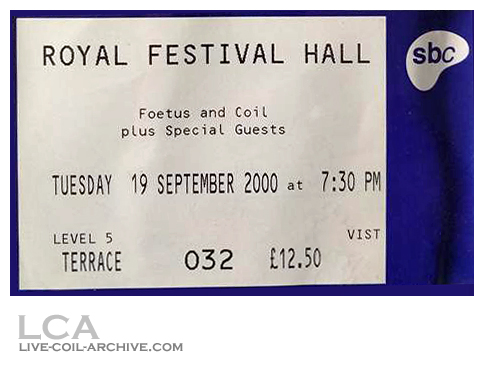 ROYAL FESTIVAL HALL
sbc
Foetus and Coil
plus Special Guests
TUESDAY 19 SEPTEMBER 2000 at 7:30 PM
LEVEL 5 VIST
TERRACE 032 £12.50
LCA
LIVE-COIL-ARCHIVE.COM